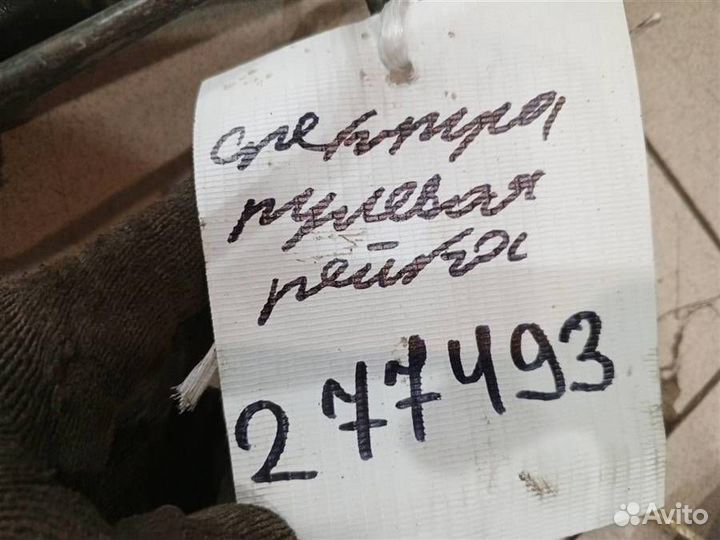 спектра
рулевая
рейка
277493
Avito